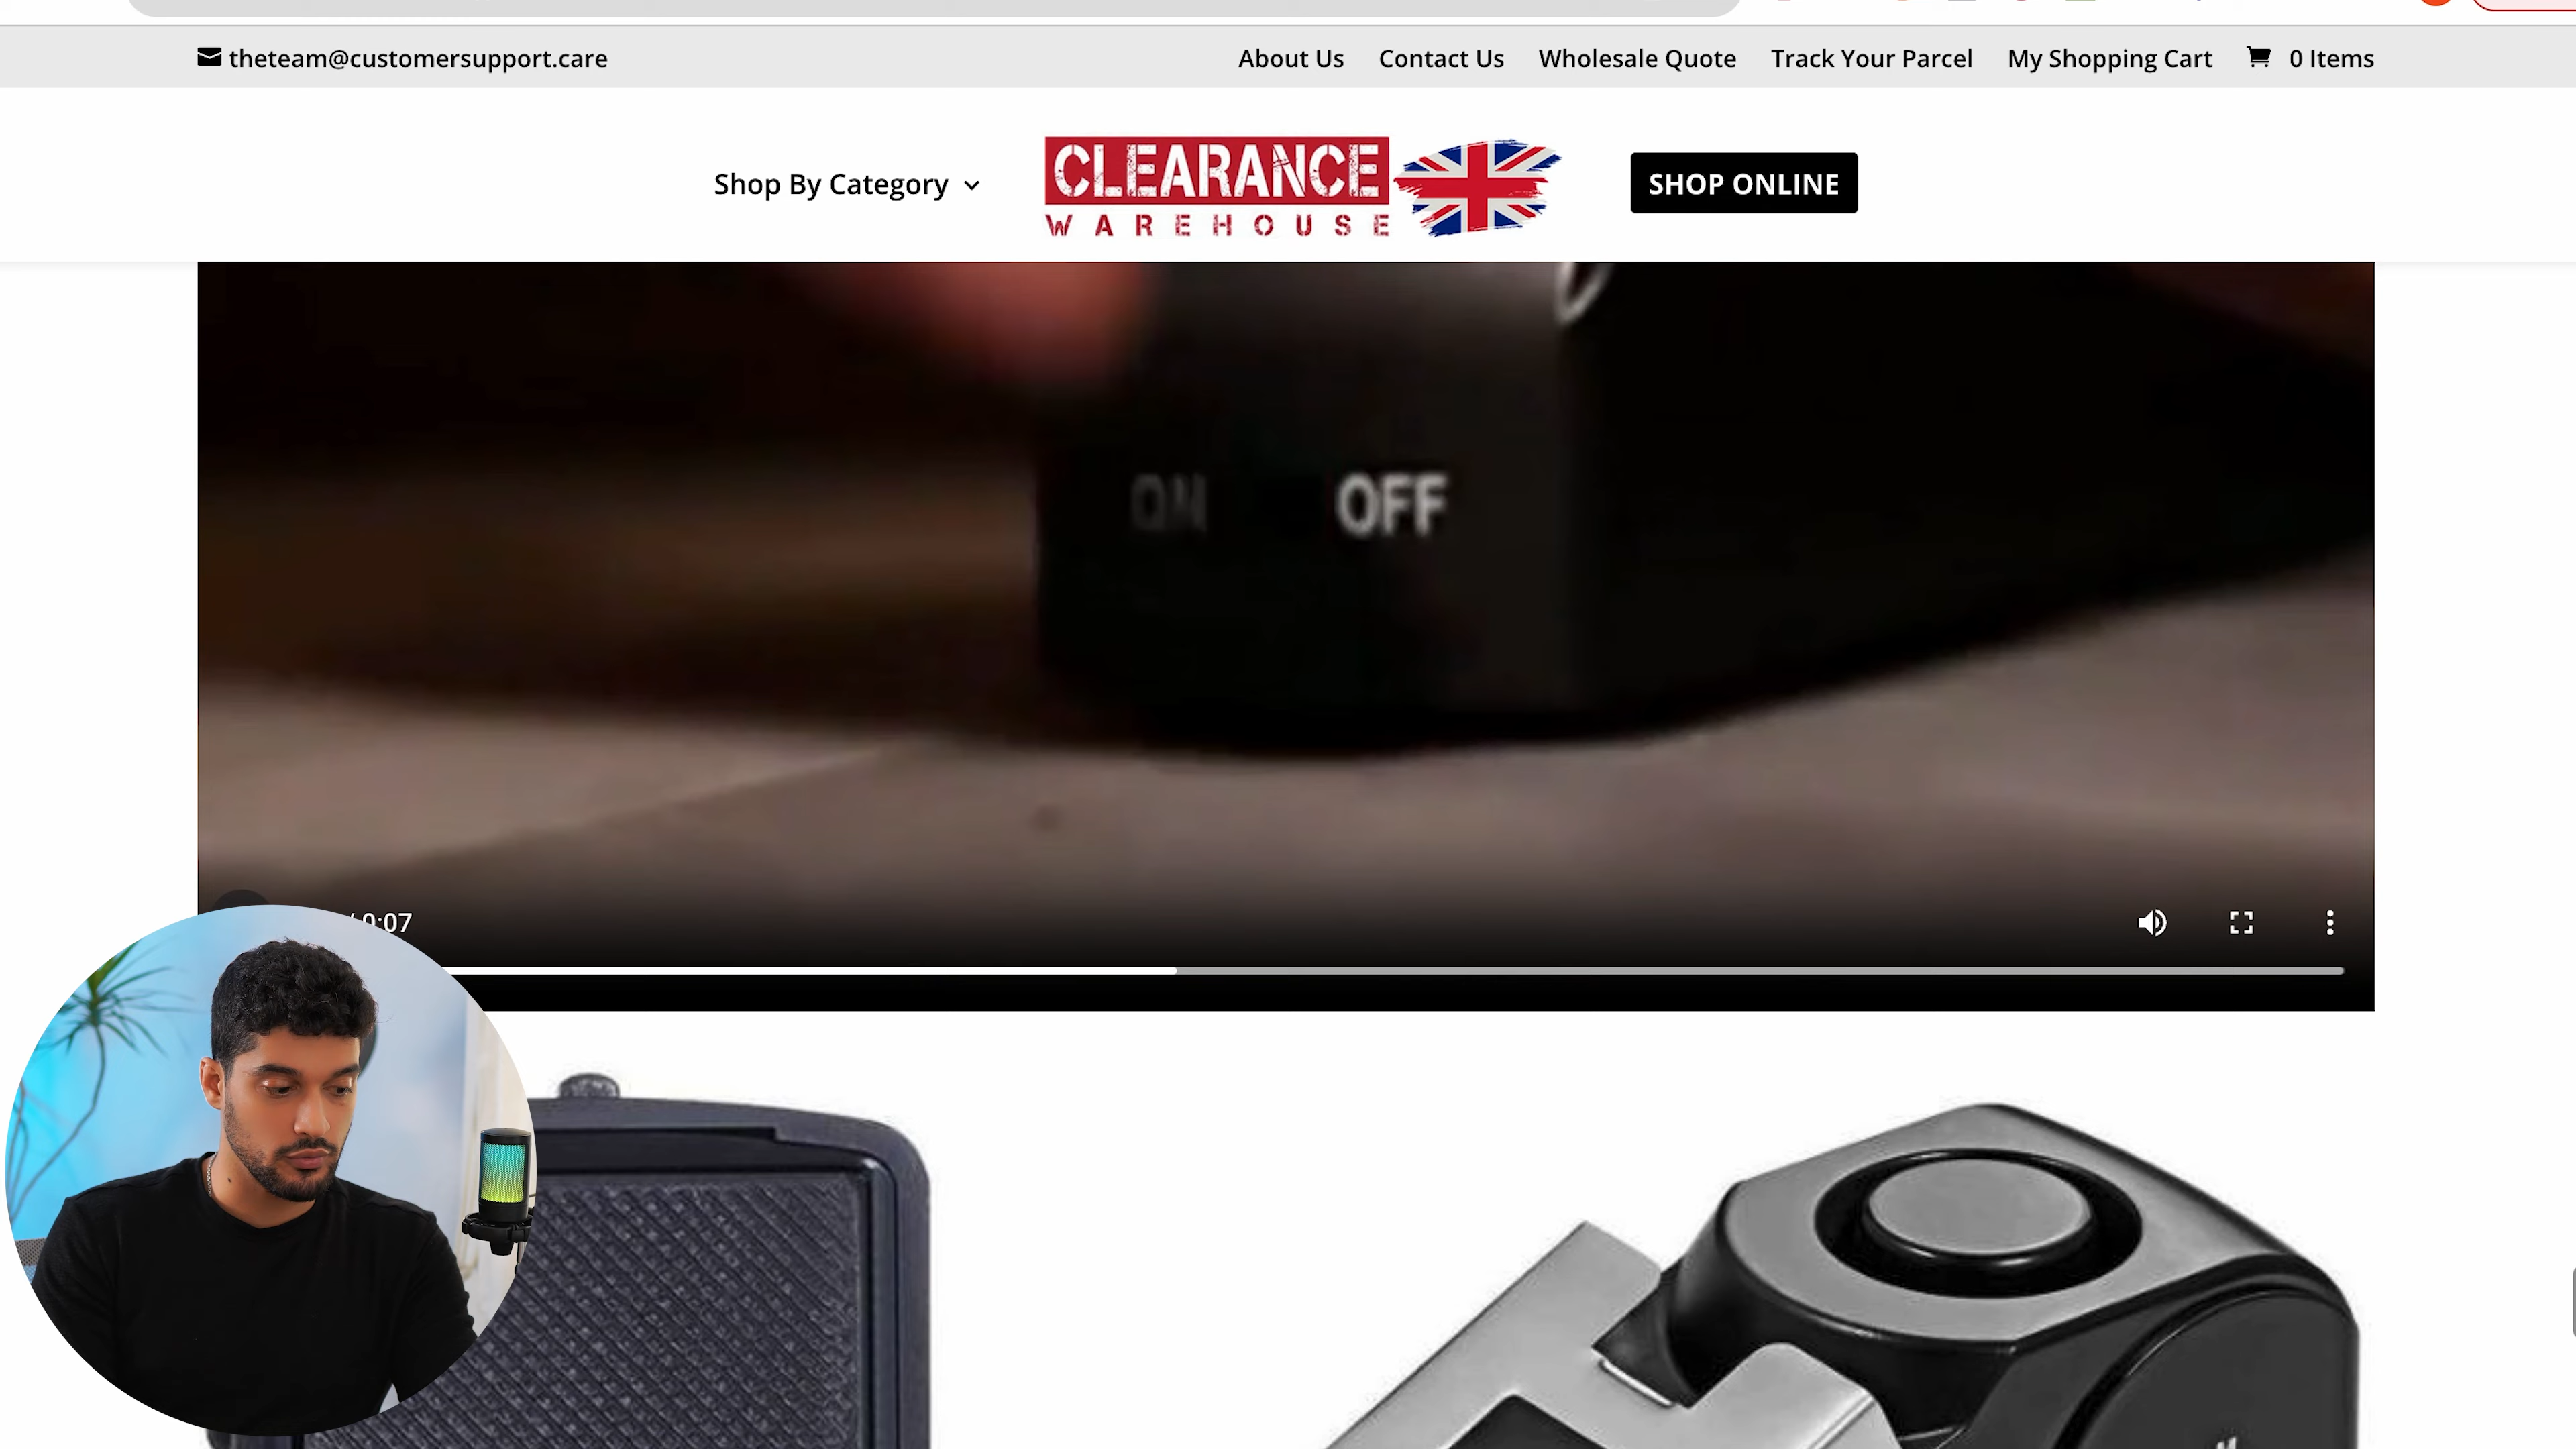 theteam@customersupport.care
About Us
Contact Us
Wholesale Quote
Track Your Parcel
My Shopping Cart
0 Items
Shop By Category
CLEARANCE
WAREHOUSE
SHOP ONLINE
ON OFF
/ 0:07